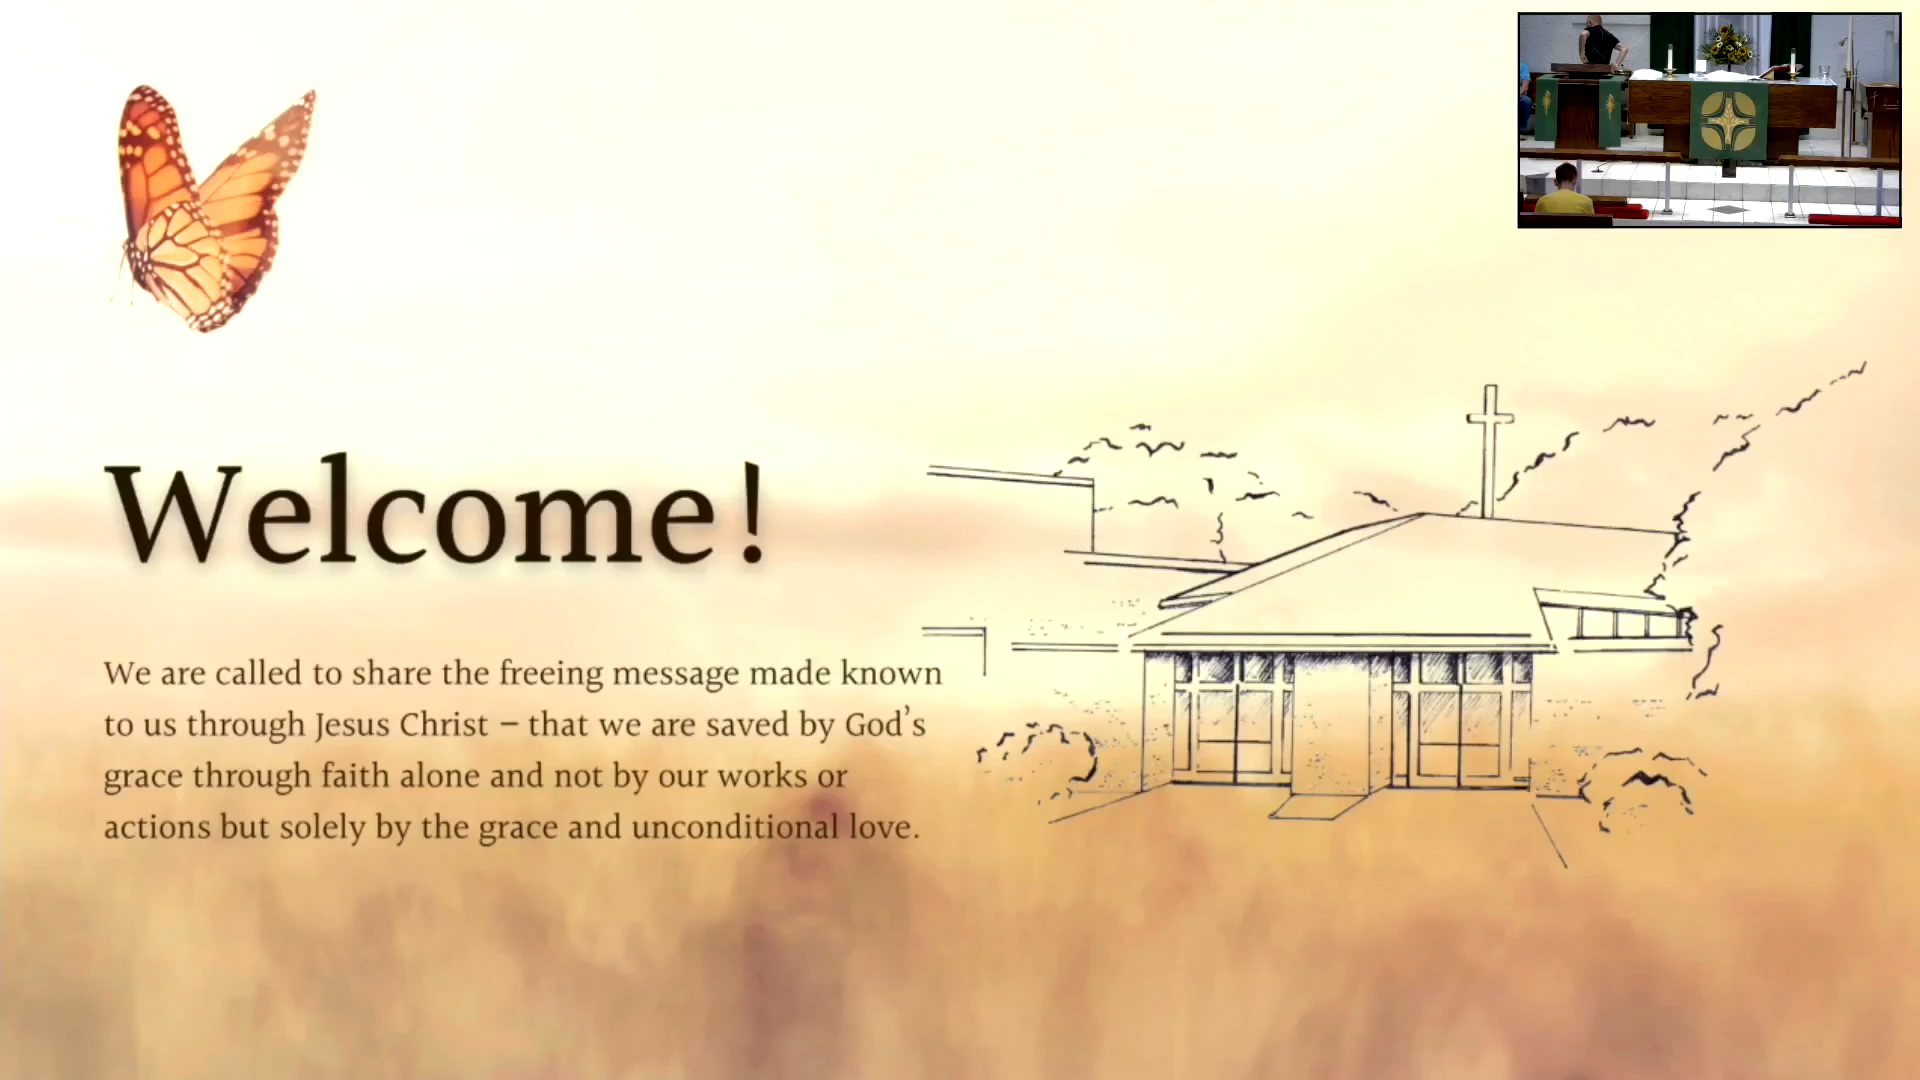 Welcome!
We are called to share the freeing message made known
to us through Jesus Christ – that we are saved by God’s
grace through faith alone and not by our works or
actions but solely by the grace and unconditional love.